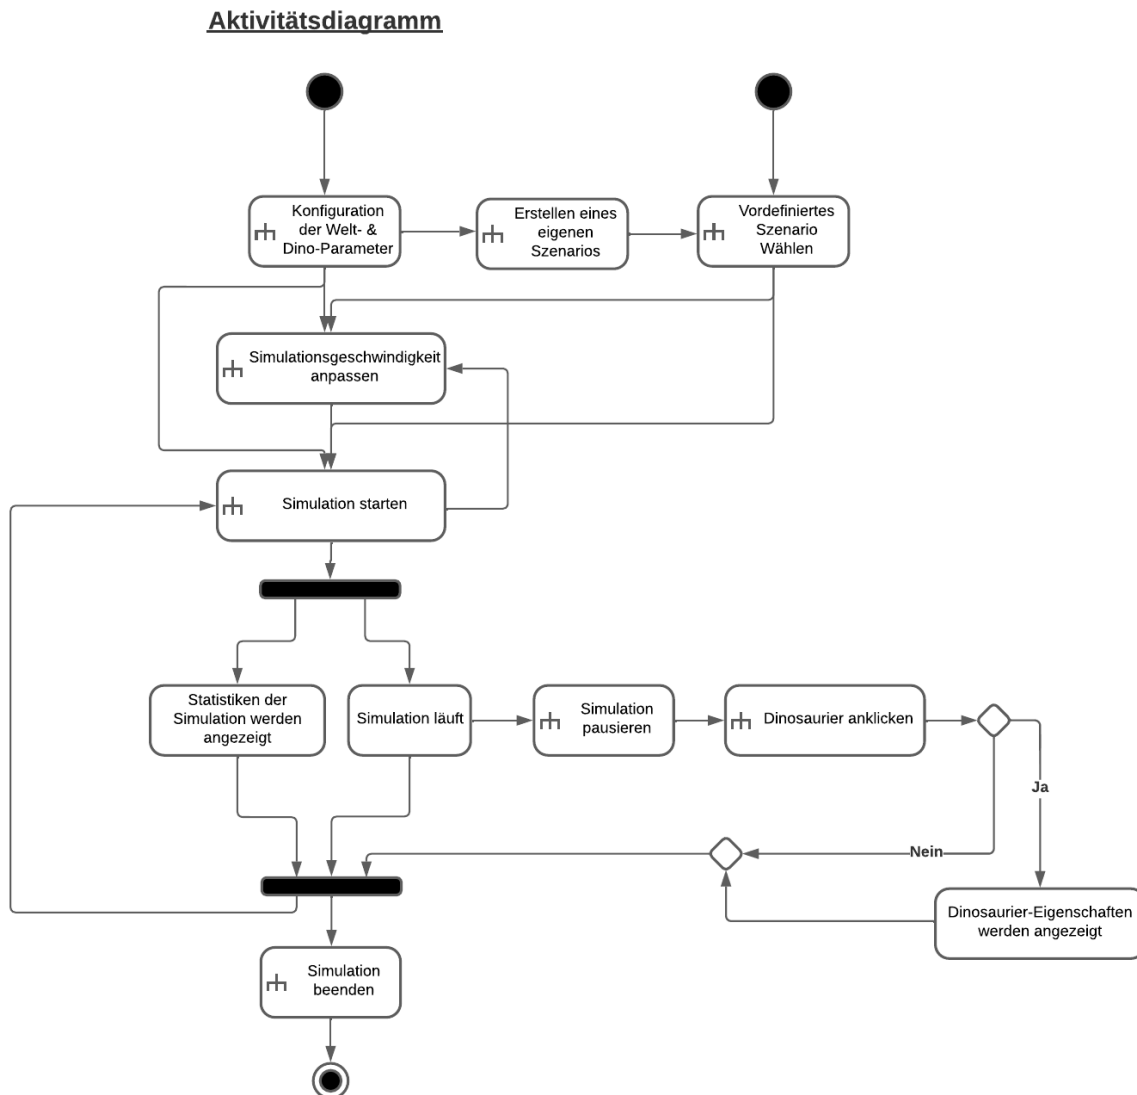 Aktivitätsdiagramm
Konfiguration
der Welt- &
Dino-Parameter
Erstellen eines
eigenen
Szenarios
Vordefiniertes
Szenario
Wählen
Simulationsgeschwindigkeit
anpassen
Simulation starten
Statistiken der
Simulation werden
angezeigt
Simulation läuft
Simulation
pausieren
Dinosaurier anklicken
Ja
Nein
Dinosaurier-Eigenschaften
werden angezeigt
Simulation
beenden